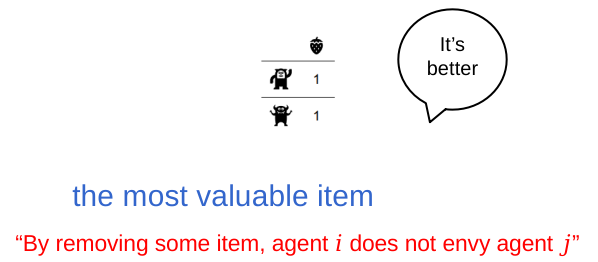 It’s
better
1
1
the most valuable item
“By removing some item, agent i does not envy agent j”